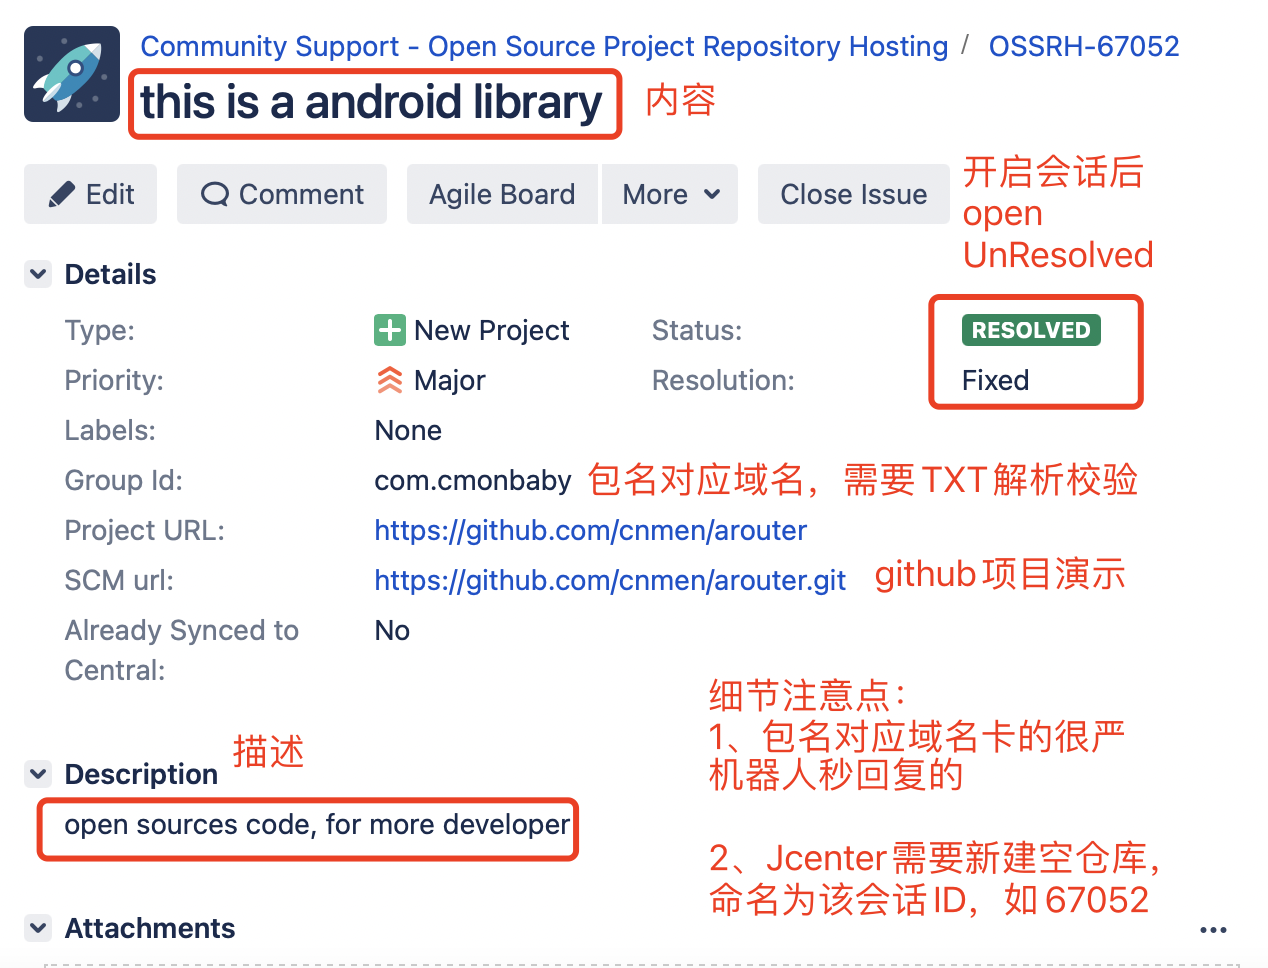 Community Support - Open Source Project Repository Hosting / OSSRH-67052
this is a android library 内容
Edit Comment Agile Board More Close Issue
开启会话后
open
UnResolved
Details
Type: New Project Status: RESOLVED
Priority: Major Resolution: Fixed
Labels: None
Group Id: com.cmonbaby 包名对应域名，需要TXT解析校验
Project URL: https://github.com/cnmen/arouter
SCM url: https://github.com/cnmen/arouter.git github项目演示
Already Synced to No
Central:
细节注意点：
1、包名对应域名卡的很严
机器人秒回复的
描述
Description
open sources code, for more developer
2、Jcenter需要新建空仓库，
命名为该会话ID，如67052
Attachments